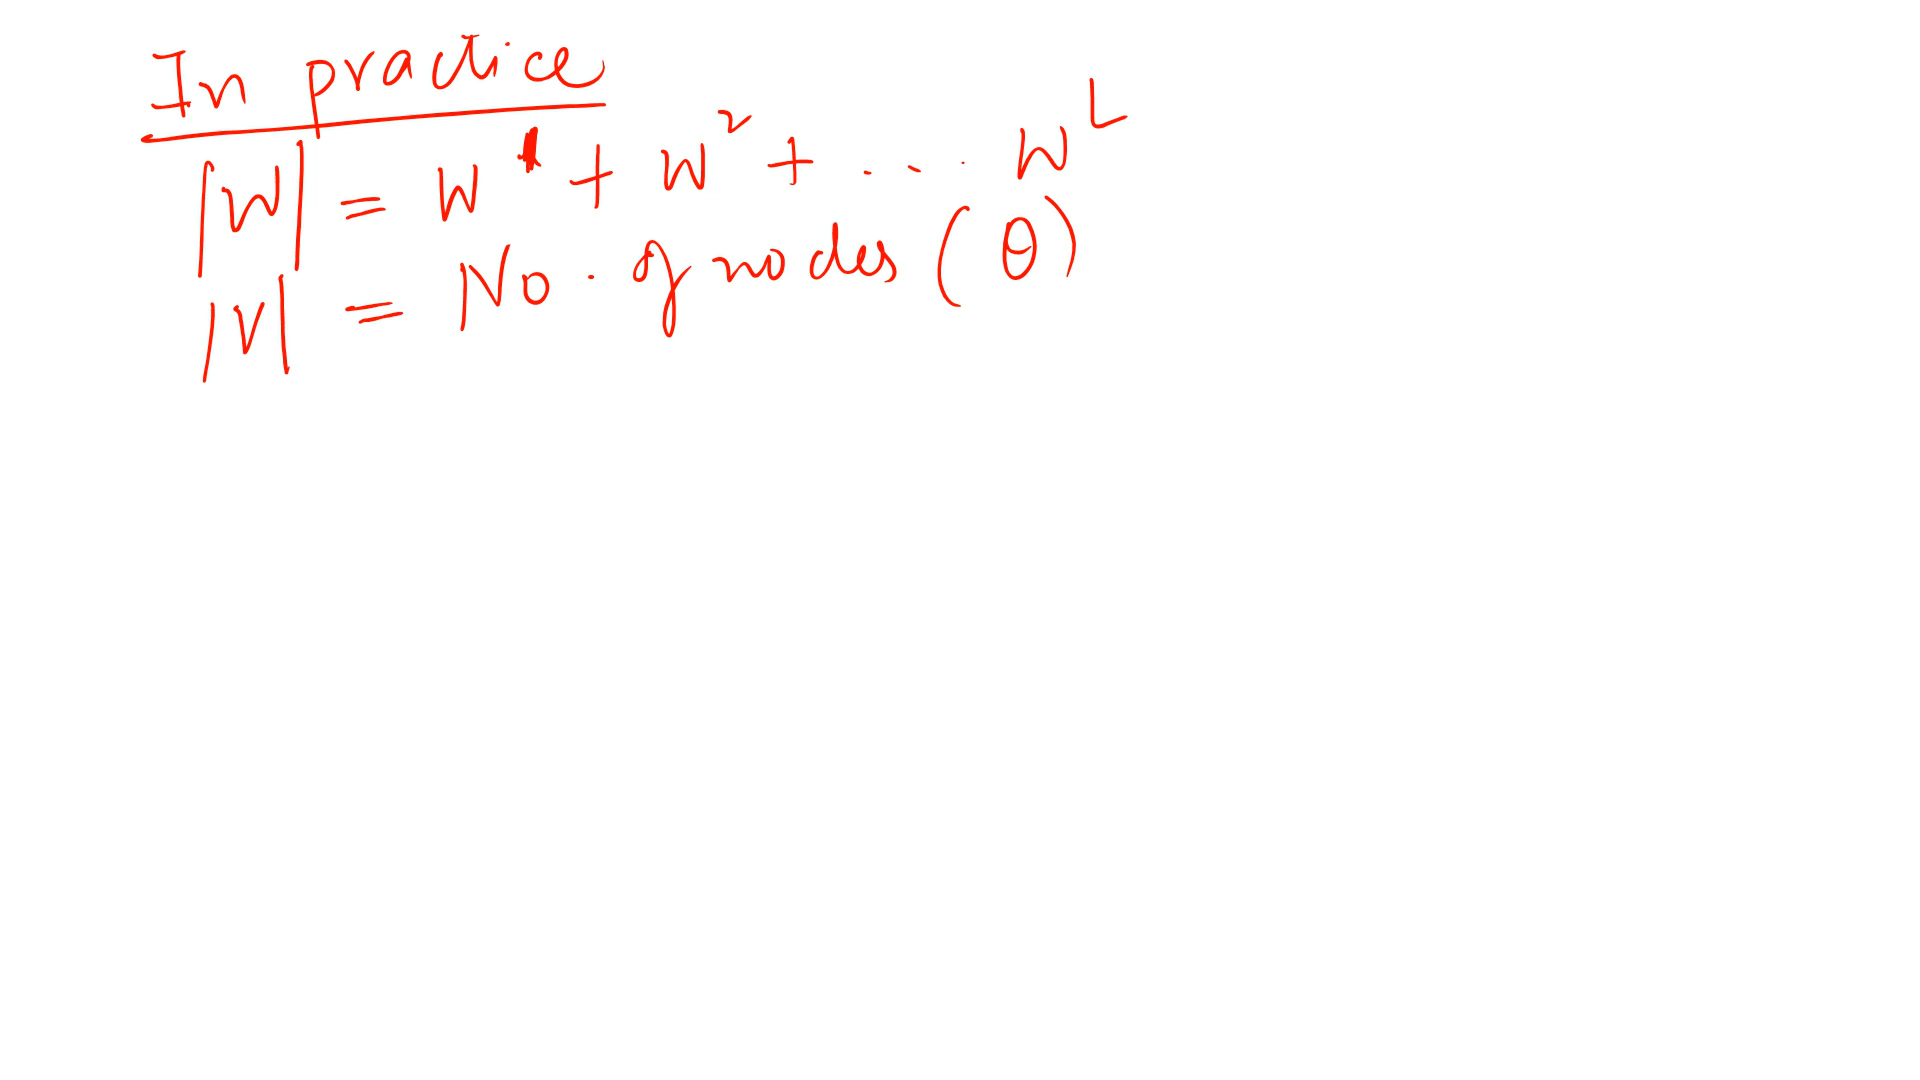 In practice
|W| = W¹ + W² + . . . W^L
|V| = No. of nodes (θ)